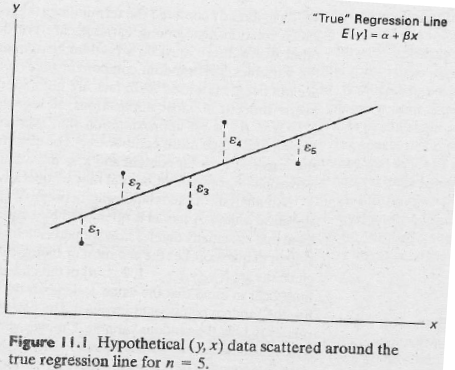 y
"True" Regression Line
E[y] = α + βx
ε4
ε5
ε2
ε3
ε1
x
Figure 11.1 Hypothetical (y, x) data scattered around the
true regression line for n = 5.